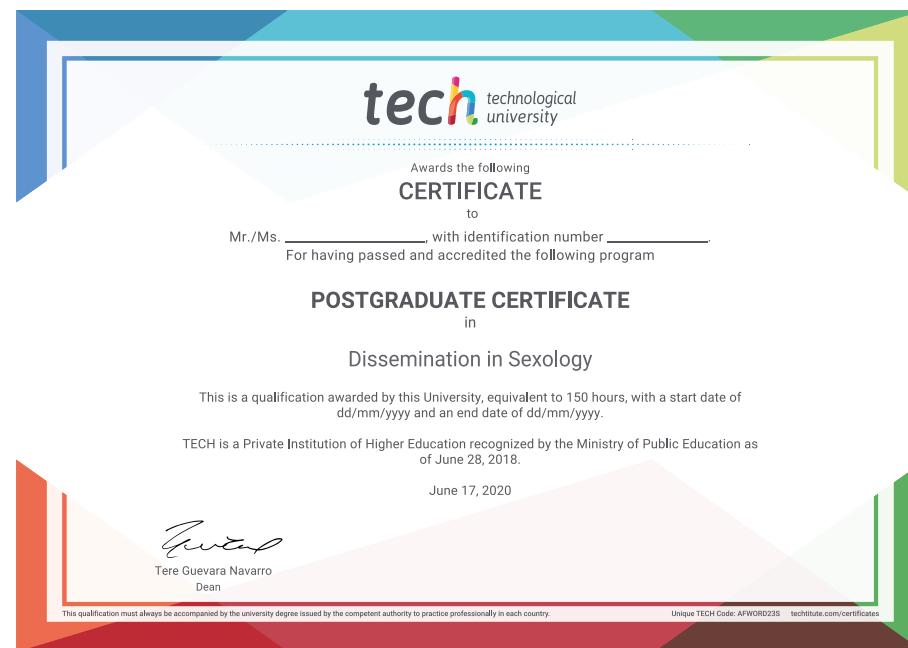 tech technological
university
Awards the following
CERTIFICATE
to
Mr./Ms. ____________________, with identification number ______________.
For having passed and accredited the following program
POSTGRADUATE CERTIFICATE
in
Dissemination in Sexology
This is a qualification awarded by this University, equivalent to 150 hours, with a start date of
dd/mm/yyyy and an end date of dd/mm/yyyy.
TECH is a Private Institution of Higher Education recognized by the Ministry of Public Education as
of June 28, 2018.
June 17, 2020
Tere Guevara Navarro
Dean
This qualification must always be accompanied by the university degree issued by the competent authority to practice professionally in each country. Unique TECH Code: AFWORD23S techtitute.com/certificates